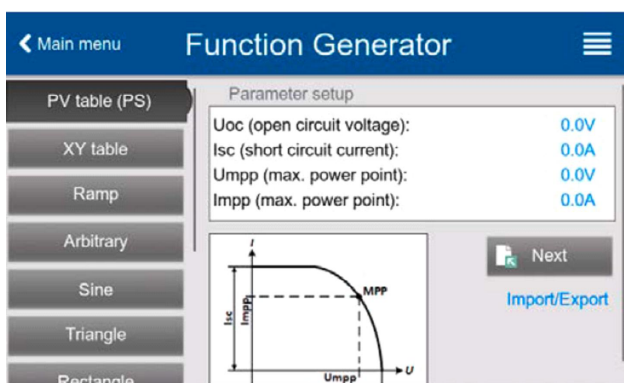 Main menu
Function Generator
PV table (PS)
XY table
Ramp
Arbitrary
Sine
Triangle
Rectangle
Parameter setup
Uoc (open circuit voltage): 0.0V
Isc (short circuit current): 0.0A
Umpp (max. power point): 0.0V
Impp (max. power point): 0.0A
I
Isc
Impp
MPP
Umpp
U
Next
Import/Export